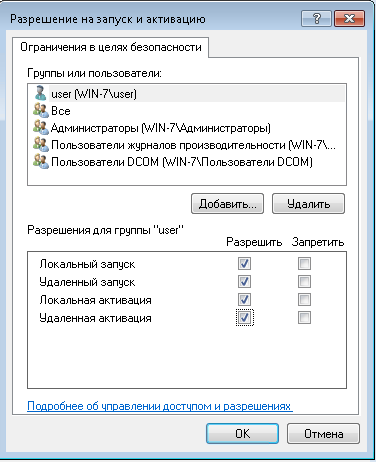 Разрешение на запуск и активацию
Ограничения в целях безопасности
Группы или пользователи:
user (WIN-7\user)
Все
Администраторы (WIN-7\Администраторы)
Пользователи журналов производительности (WIN-7\...
Пользователи DCOM (WIN-7\Пользователи DCOM)
Добавить... Удалить
Разрешения для группы "user" Разрешить Запретить
Локальный запуск
Удаленный запуск
Локальная активация
Удаленная активация
Подробнее об управлении доступом и разрешениях
ОК Отмена